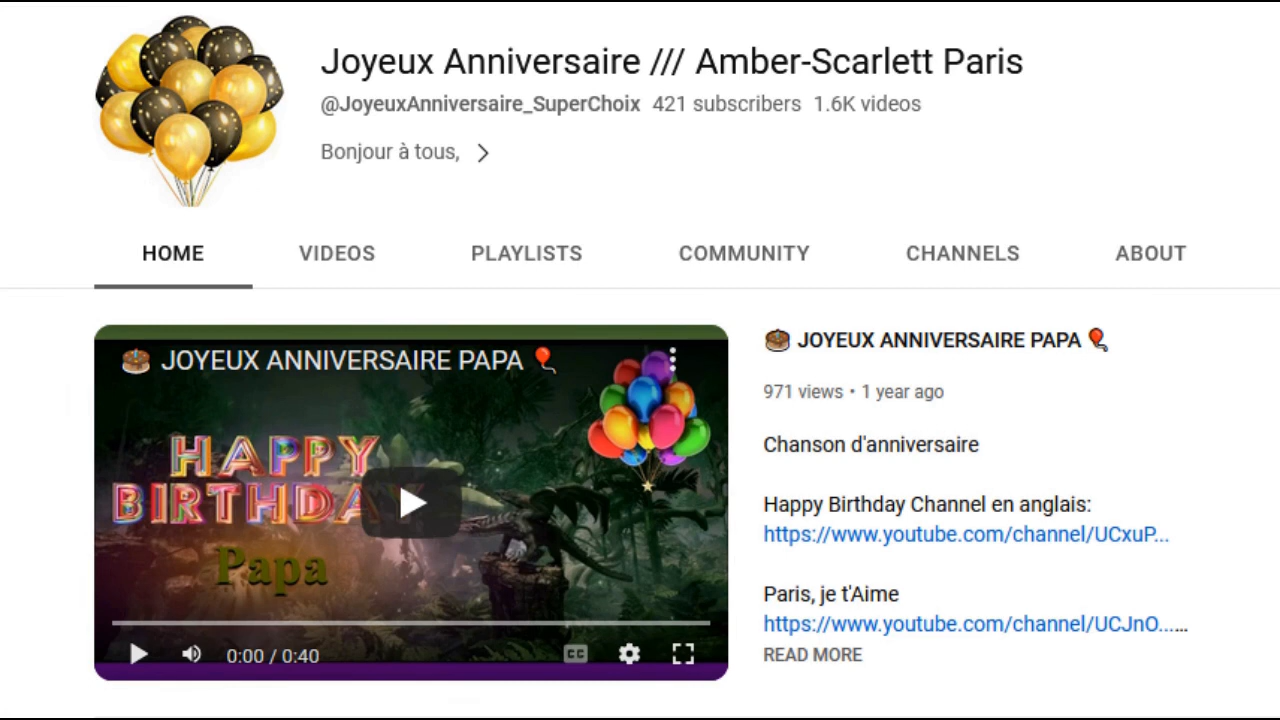 Joyeux Anniversaire /// Amber-Scarlett Paris
@JoyeuxAnniversaire_SuperChoix 421 subscribers 1.6K videos
Bonjour à tous,
HOME VIDEOS PLAYLISTS COMMUNITY CHANNELS ABOUT
JOYEUX ANNIVERSAIRE PAPA
HAPPY
BIRTHDAY
Papa
0:00 / 0:40
CC
JOYEUX ANNIVERSAIRE PAPA
971 views • 1 year ago
Chanson d'anniversaire
Happy Birthday Channel en anglais:
https://www.youtube.com/channel/UCxuP...
Paris, je t'Aime
https://www.youtube.com/channel/UCJnO......
READ MORE